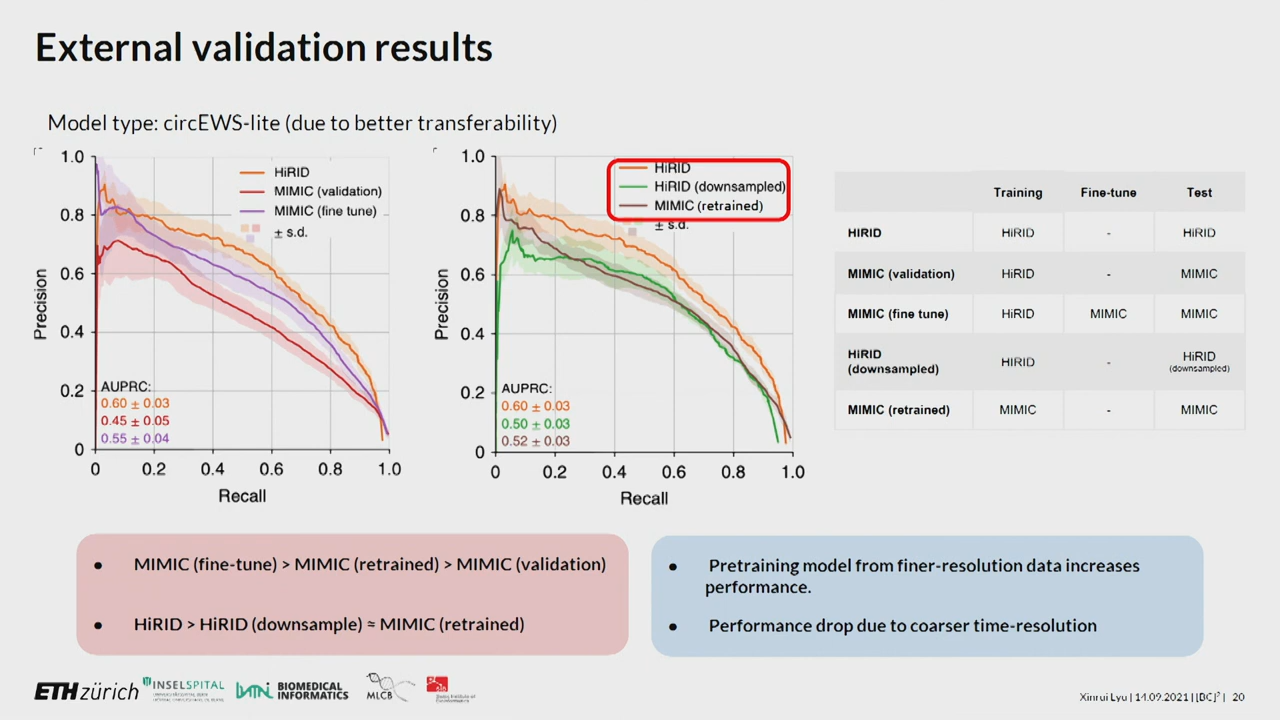 External validation results
Model type: circEWS-lite (due to better transferability)
1.0
0.8
0.6
0.4
0.2
0
Precision
HiRID
MIMIC (validation)
MIMIC (fine tune)
± s.d.
AUPRC:
0.60 ± 0.03
0.45 ± 0.05
0.55 ± 0.04
0 0.2 0.4 0.6 0.8 1.0
Recall
1.0
0.8
0.6
0.4
0.2
0
Precision
HiRID
HiRID (downsampled)
MIMIC (retrained)
± s.d.
AUPRC:
0.60 ± 0.03
0.50 ± 0.03
0.52 ± 0.03
0 0.2 0.4 0.6 0.8 1.0
Recall
Training Fine-tune Test
HIRID HiRID - HiRID
MIMIC (validation) HiRID - MIMIC
MIMIC (fine tune) HiRID MIMIC MIMIC
HiRID (downsampled) HIRID - HiRID (downsampled)
MIMIC (retrained) MIMIC - MIMIC
• MIMIC (fine-tune) > MIMIC (retrained) > MIMIC (validation)
• HiRID > HiRID (downsample) ≈ MIMIC (retrained)
• Pretraining model from finer-resolution data increases
performance.
• Performance drop due to coarser time-resolution
ETH zürich
INSELSPITAL
BIOMEDICAL
INFORMATICS
MLCB
Xinrui Lyu | 14.09.2021 | [BC]² | 20